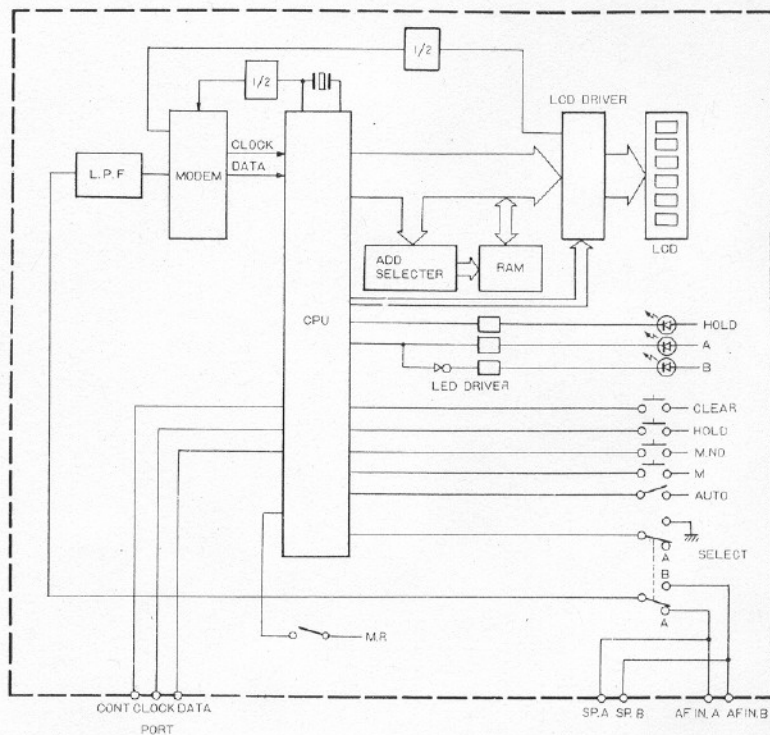 1/2
1/2
LCD DRIVER
CLOCK
DATA
L.P.F
MODEM
ADD
SELECTER
RAM
LCD
CPU
HOLD
A
B
LED DRIVER
CLEAR
HOLD
M.NO
M
AUTO
SELECT
A
B
A
M.R
CONT CLOCK DATA
PORT
SP.A SP.B AF IN.A AF IN.B